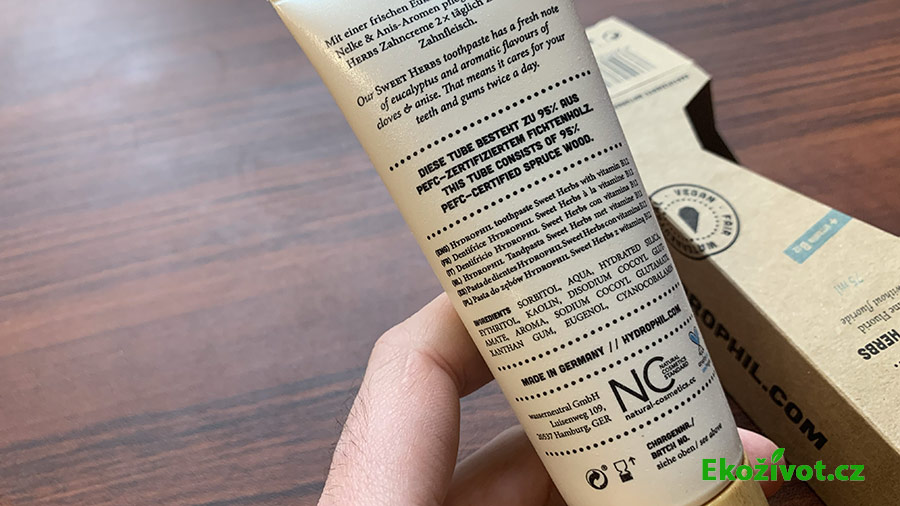 Mit einer frischen
Nelke & Anis-Aromen
HERBS Zahncreme 2x täglich
Zahnfleisch.
Our SWEET HERBS toothpaste has a fresh note
of eucalyptus and aromatic flavours of
cloves & anise. That means it cares for your
teeth and gums twice a day.
DIESE TUBE BESTEHT ZU 95% AUS
PEFC-ZERTIFIZIERTEM FICHTENHOLZ.
THIS TUBE CONSISTS OF 95%
PEFC-CERTIFIED SPRUCE WOOD.
(ENG) HYDROPHIL toothpaste Sweet Herbs with vitamin B12
(FR) Dentifrice HYDROPHIL Sweet Herbs à la vitamine B12
(IT) Dentifricio HYDROPHIL Sweet Herbs con vitamina B12
(NL) HYDROPHIL Tandpasta Sweet Herbs met vitamine B12
(ES) Pasta de dientes HYDROPHIL Sweet Herbs con vitamina B12
(PL) Pasta do zębów HYDROPHIL Sweet Herbs z witaminą B12
INGREDIENTS SORBITOL, AQUA, HYDRATED SILICA,
EYTHRITOL, KAOLIN, DISODIUM COCOYL GLUT-
AMATE, AROMA, SODIUM COCOYL GLUTAMATE,
XANTHAN GUM, EUGENOL, CYANOCOBALAMIN
MADE IN GERMANY // HYDROPHIL.COM
wasserneutral GmbH
Luisenweg 109,
20537 Hamburg, GER
NC NATURAL
COSMETICS
STANDARD
natural-cosmetics.cc
CHARGENNR./
BATCH NO.
siehe oben/ see above
VEGAN · FAIR
+ vitamin B12
75 ml
without fluoride
HERBS
ROPHIL.COM
Ekoživot.cz